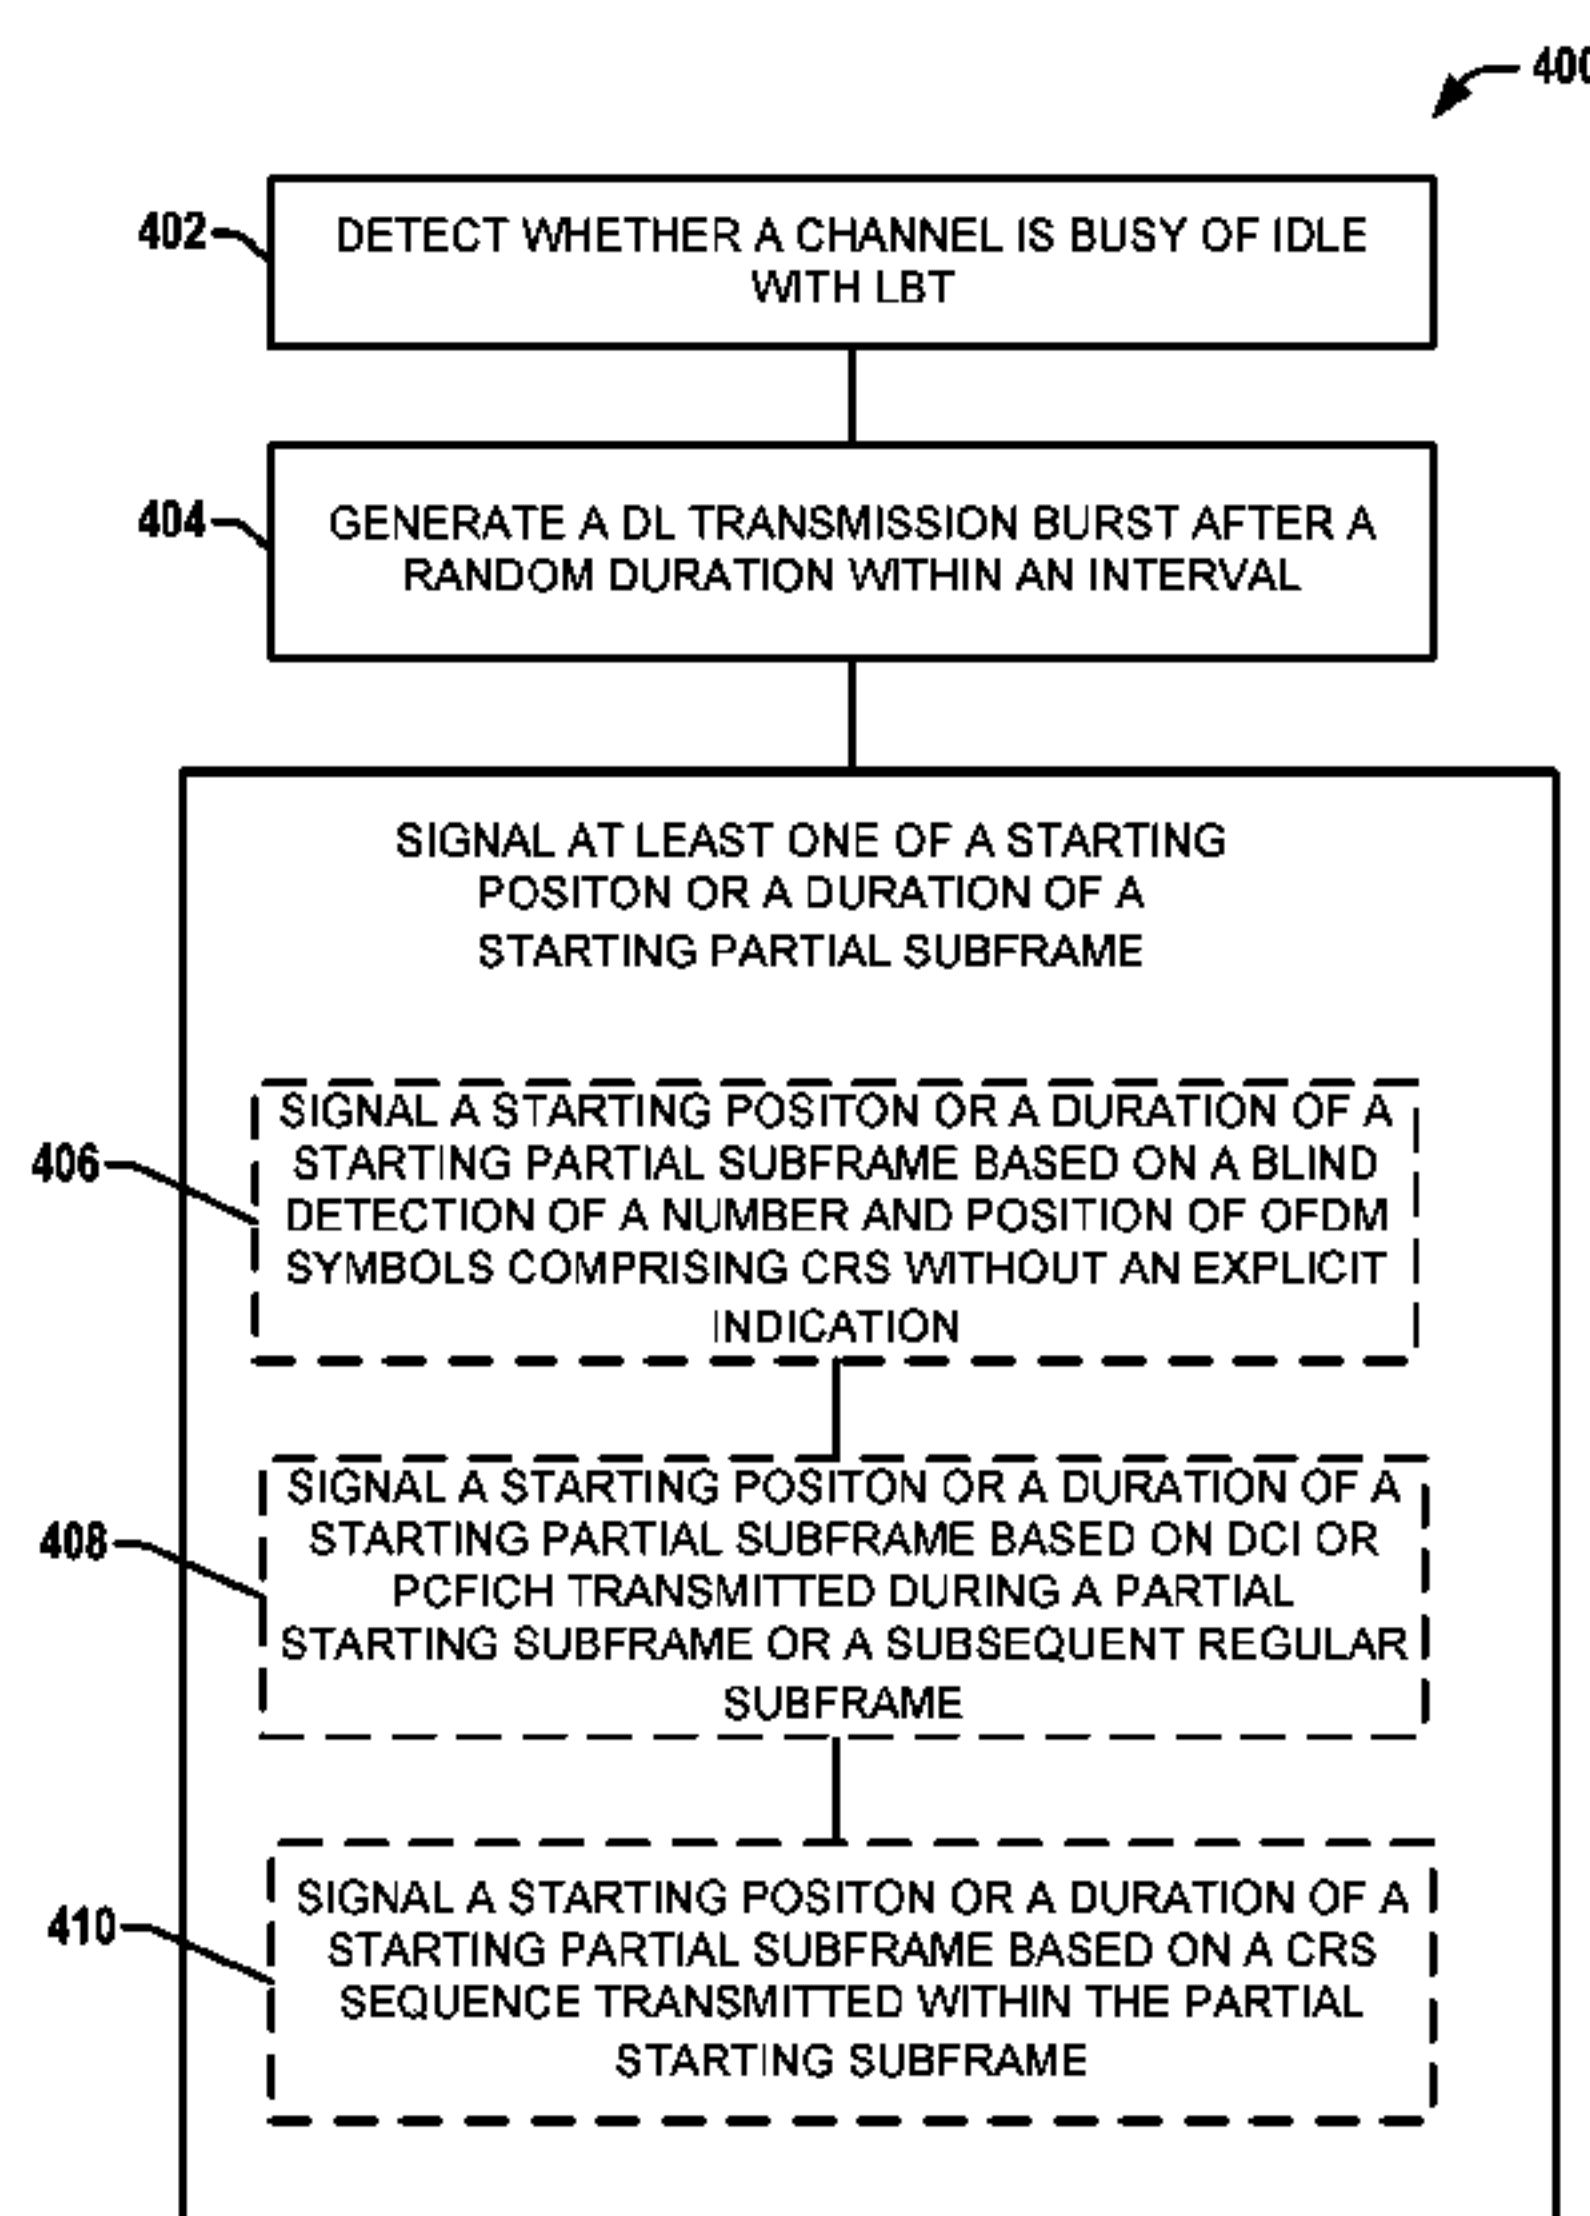 400
402
DETECT WHETHER A CHANNEL IS BUSY OF IDLE
WITH LBT
404
GENERATE A DL TRANSMISSION BURST AFTER A
RANDOM DURATION WITHIN AN INTERVAL
SIGNAL AT LEAST ONE OF A STARTING
POSITON OR A DURATION OF A
STARTING PARTIAL SUBFRAME
406
SIGNAL A STARTING POSITON OR A DURATION OF A
STARTING PARTIAL SUBFRAME BASED ON A BLIND
DETECTION OF A NUMBER AND POSITION OF OFDM
SYMBOLS COMPRISING CRS WITHOUT AN EXPLICIT
INDICATION
408
SIGNAL A STARTING POSITON OR A DURATION OF A
STARTING PARTIAL SUBFRAME BASED ON DCI OR
PCFICH TRANSMITTED DURING A PARTIAL
STARTING SUBFRAME OR A SUBSEQUENT REGULAR
SUBFRAME
410
SIGNAL A STARTING POSITON OR A DURATION OF A
STARTING PARTIAL SUBFRAME BASED ON A CRS
SEQUENCE TRANSMITTED WITHIN THE PARTIAL
STARTING SUBFRAME